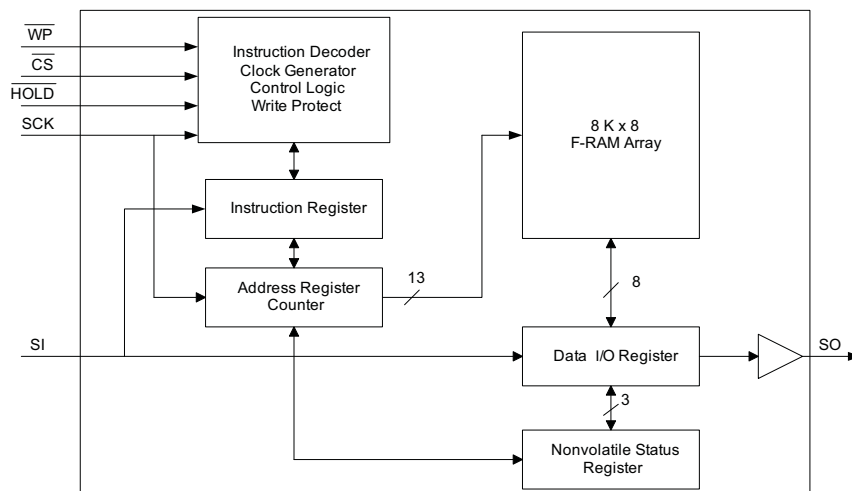 WP
CS
HOLD
SCK
Instruction Decoder
Clock Generator
Control Logic
Write Protect
8 K x 8
F-RAM Array
Instruction Register
Address Register
Counter
13
8
SI
Data I/O Register
SO
3
Nonvolatile Status
Register